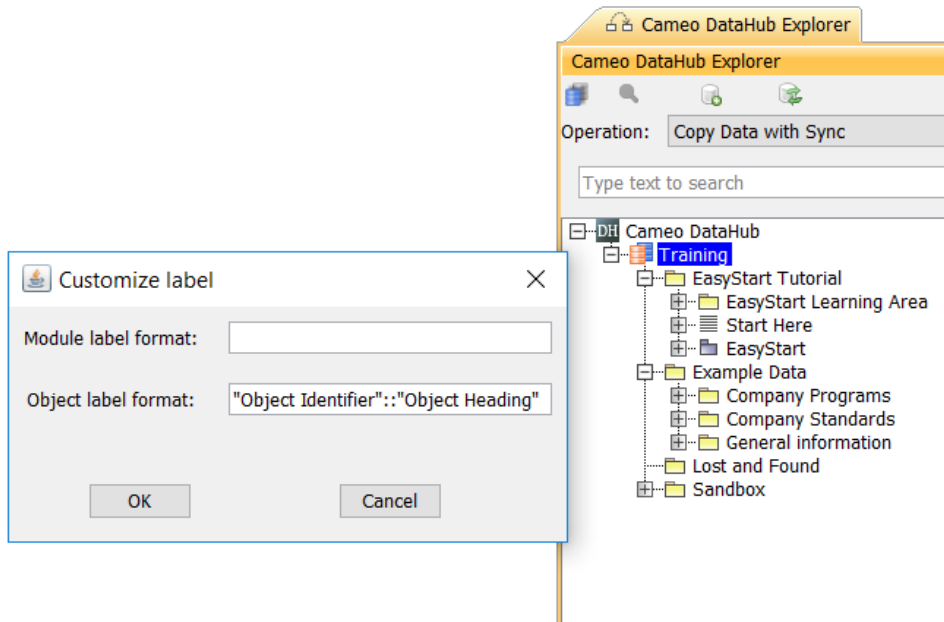 Cameo DataHub Explorer
Cameo DataHub Explorer
Operation: Copy Data with Sync
Type text to search
DH Cameo DataHub
Training
EasyStart Tutorial
EasyStart Learning Area
Start Here
EasyStart
Example Data
Company Programs
Company Standards
General information
Lost and Found
Sandbox
Customize label
Module label format:
Object label format: "Object Identifier"::"Object Heading"
OK Cancel